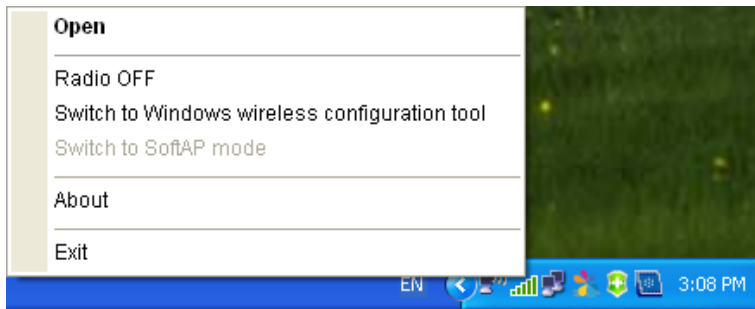 Open
Radio OFF
Switch to Windows wireless configuration tool
Switch to SoftAP mode
About
Exit
EN 3:08 PM